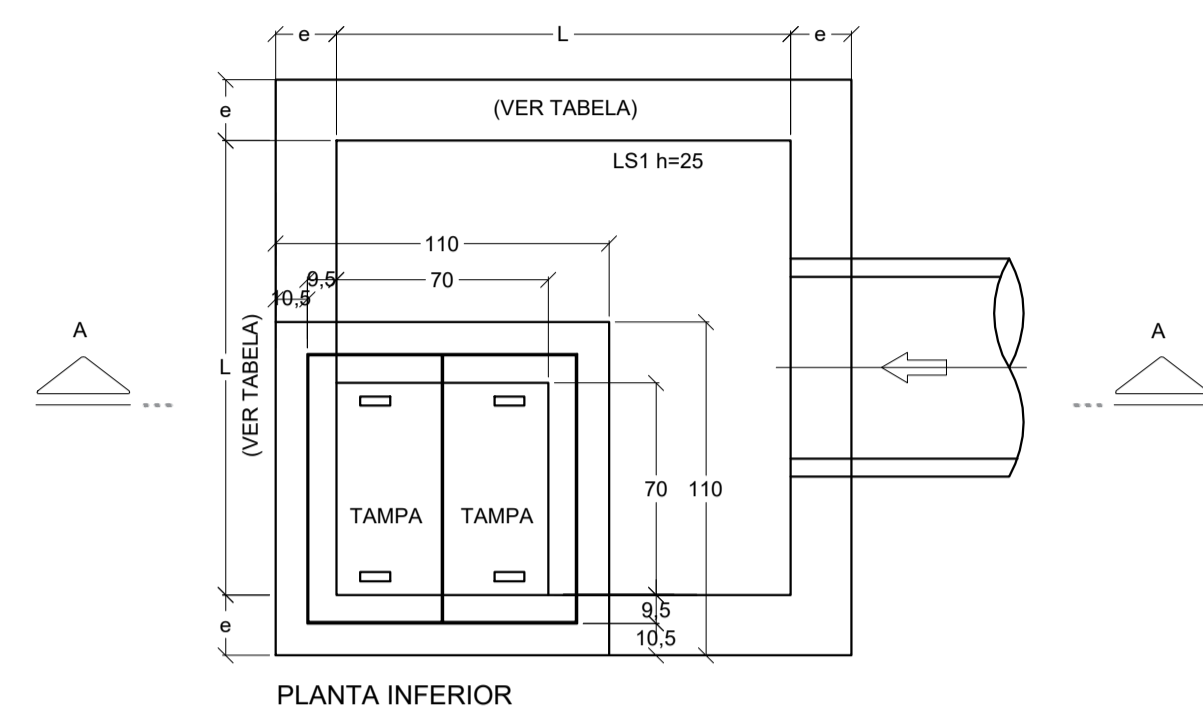 e
L
e
e
(VER TABELA)
LS1 h=25
110
9,5
70
10,5
A
A
L
(VER TABELA)
70
110
TAMPA
TAMPA
e
9,5
10,5
PLANTA INFERIOR